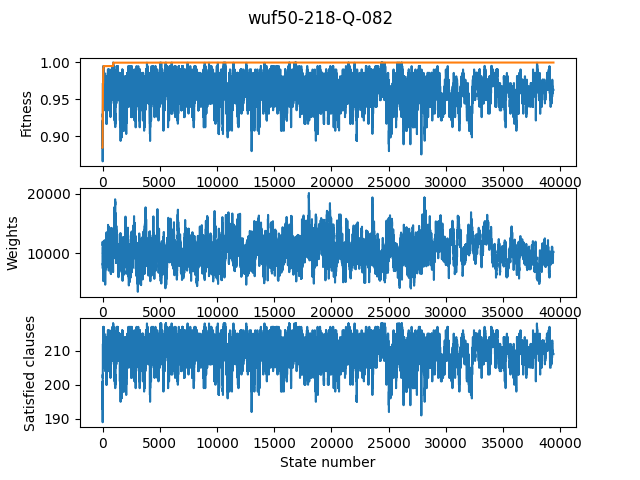 wuf50-218-Q-082
1.00
0.95
0.90
Fitness
0 5000 10000 15000 20000 25000 30000 35000 40000
20000
10000
Weights
0 5000 10000 15000 20000 25000 30000 35000 40000
210
200
190
Satisfied clauses
0 5000 10000 15000 20000 25000 30000 35000 40000
State number